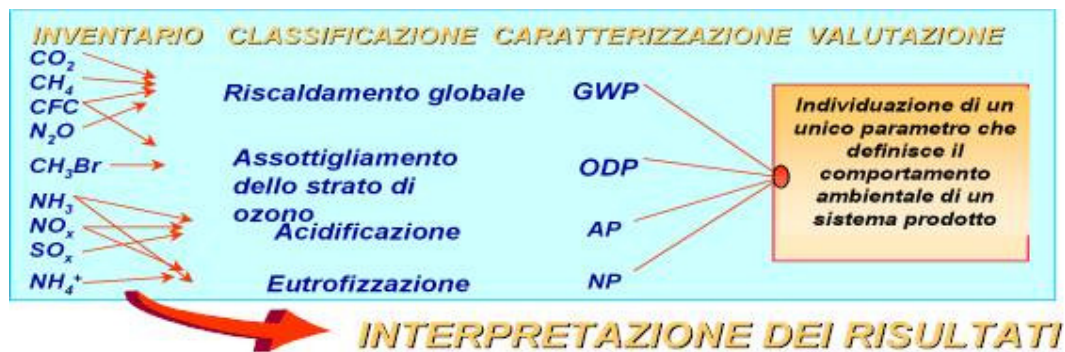 INVENTARIO CLASSIFICAZIONE CARATTERIZZAZIONE VALUTAZIONE
CO₂
CH₄
CFC
N₂O
CH₃Br
NH₃
NOₓ
SOₓ
NH₄⁺
Riscaldamento globale
Assottigliamento
dello strato di
ozono
Acidificazione
Eutrofizzazione
GWP
ODP
AP
NP
Individuazione di un
unico parametro che
definisce il
comportamento
ambientale di un
sistema prodotto
INTERPRETAZIONE DEI RISULTATI